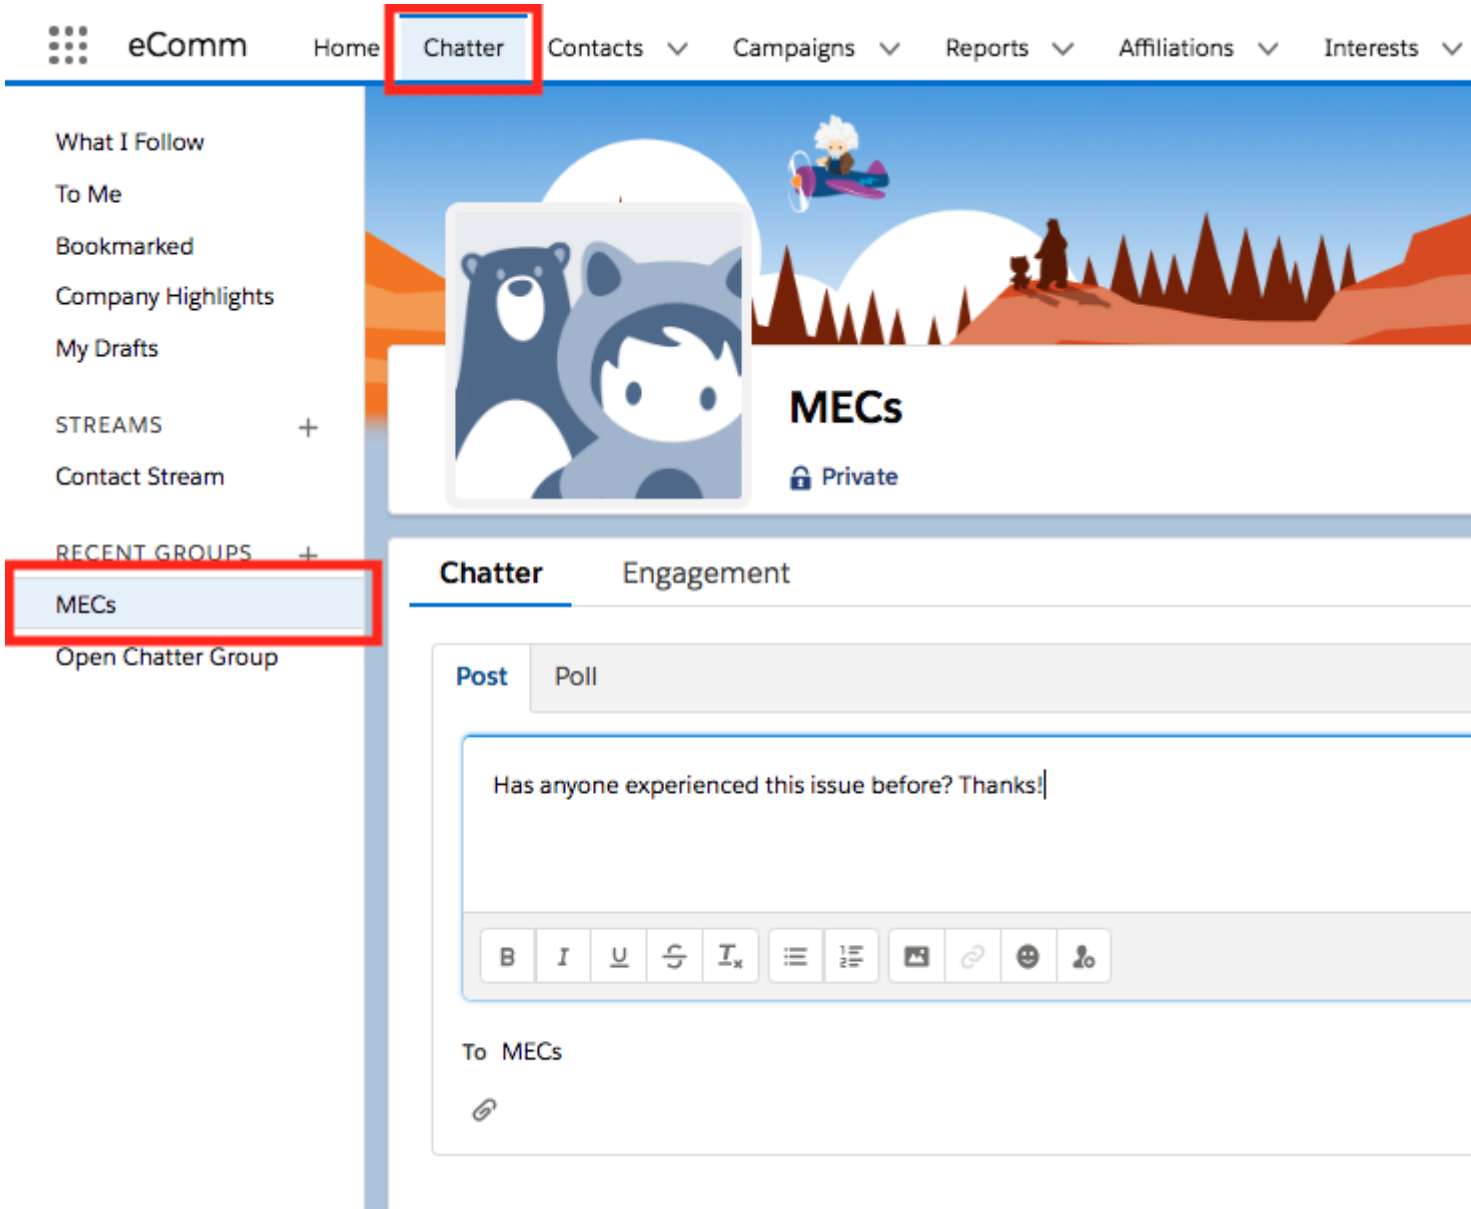 eComm Home Chatter Contacts Campaigns Reports Affiliations Interests
What I Follow
To Me
Bookmarked
Company Highlights
My Drafts
STREAMS
Contact Stream
RECENT GROUPS
MECs
Open Chatter Group
MECs
Private
Chatter Engagement
Post Poll
Has anyone experienced this issue before? Thanks!
To MECs